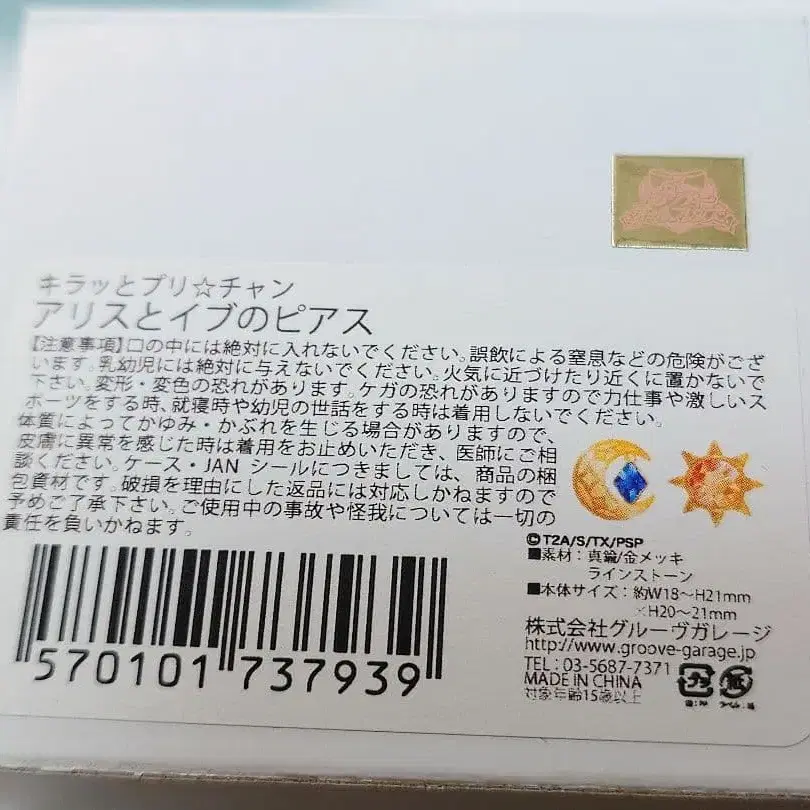 キラッとプリ☆チャン
アリスとイブのピアス
【注意事項】口の中には絶対に入れないでください。誤飲による窒息などの危険がござ
います。乳幼児には絶対に与えないでください。火気に近づけたり近くに置かないで
下さい。変形・変色の恐れがあります。ケガの恐れがありますので力仕事や激しいス
ポーツをする時、就寝時や幼児の世話をする時は着用しないでください。
体質によってかゆみ・かぶれを生じる場合がありますので、
皮膚に異常を感じた時は着用をお止めいただき、医師にご相
談ください。ケース・JAN シールにつきましては、商品の梱
包資材です。破損を理由にした返品には対応しかねますので
予めご了承下さい。ご使用中の事故や怪我については一切の
責任を負いかねます。
©T2A/S/TX/PSP
■素材：真鍮/金メッキ
ラインストーン
■本体サイズ：約W18～H21mm
×H20～21mm
株式会社グルーヴガレージ
http://www.groove-garage.jp
TEL：03-5687-7371
MADE IN CHINA
対象年齢15歳以上
570101 737939